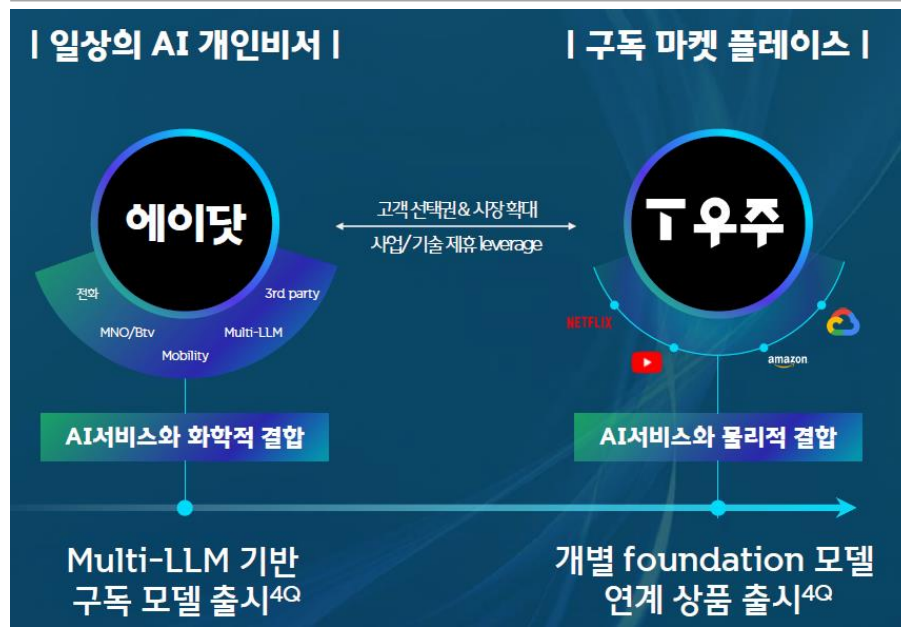 | 일상의 AI 개인비서 |
| 구독 마켓 플레이스 |
에이닷
고객 선택권 & 시장 확대
사업/기술 제휴 leverage
T 우주
전화
3rd party
MNO/Btv
Multi-LLM
Mobility
NETFLIX
amazon
AI서비스와 화학적 결합
AI서비스와 물리적 결합
Multi-LLM 기반
구독 모델 출시4Q
개별 foundation 모델
연계 상품 출시4Q